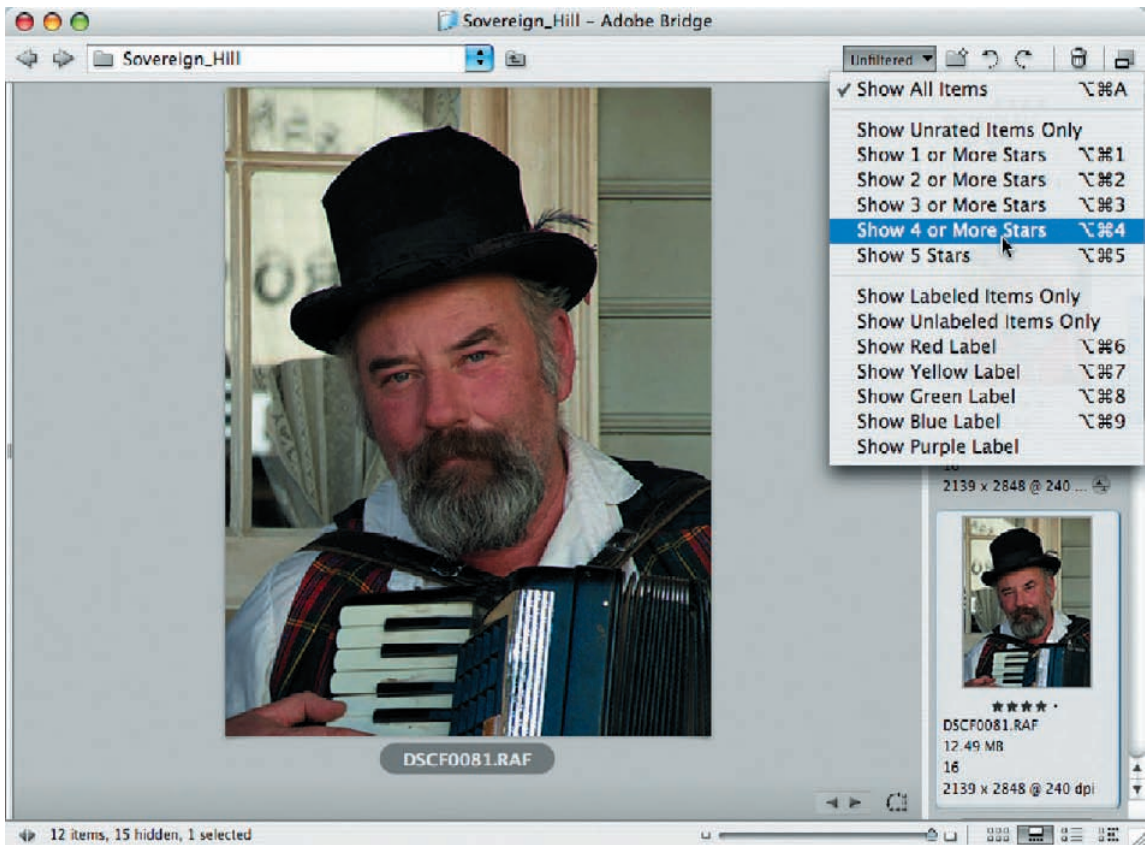 Sovereign_Hill – Adobe Bridge
Sovereign_Hill
Unfiltered
✓ Show All Items ⌥⌘A
Show Unrated Items Only
Show 1 or More Stars ⌥⌘1
Show 2 or More Stars ⌥⌘2
Show 3 or More Stars ⌥⌘3
Show 4 or More Stars ⌥⌘4
Show 5 Stars ⌥⌘5
Show Labeled Items Only
Show Unlabeled Items Only
Show Red Label ⌥⌘6
Show Yellow Label ⌥⌘7
Show Green Label ⌥⌘8
Show Blue Label ⌥⌘9
Show Purple Label
2139 x 2848 @ 240 ...
★★★★ ·
DSCF0081.RAF
12.49 MB
16
2139 x 2848 @ 240 dpi
DSCF0081.RAF
12 items, 15 hidden, 1 selected